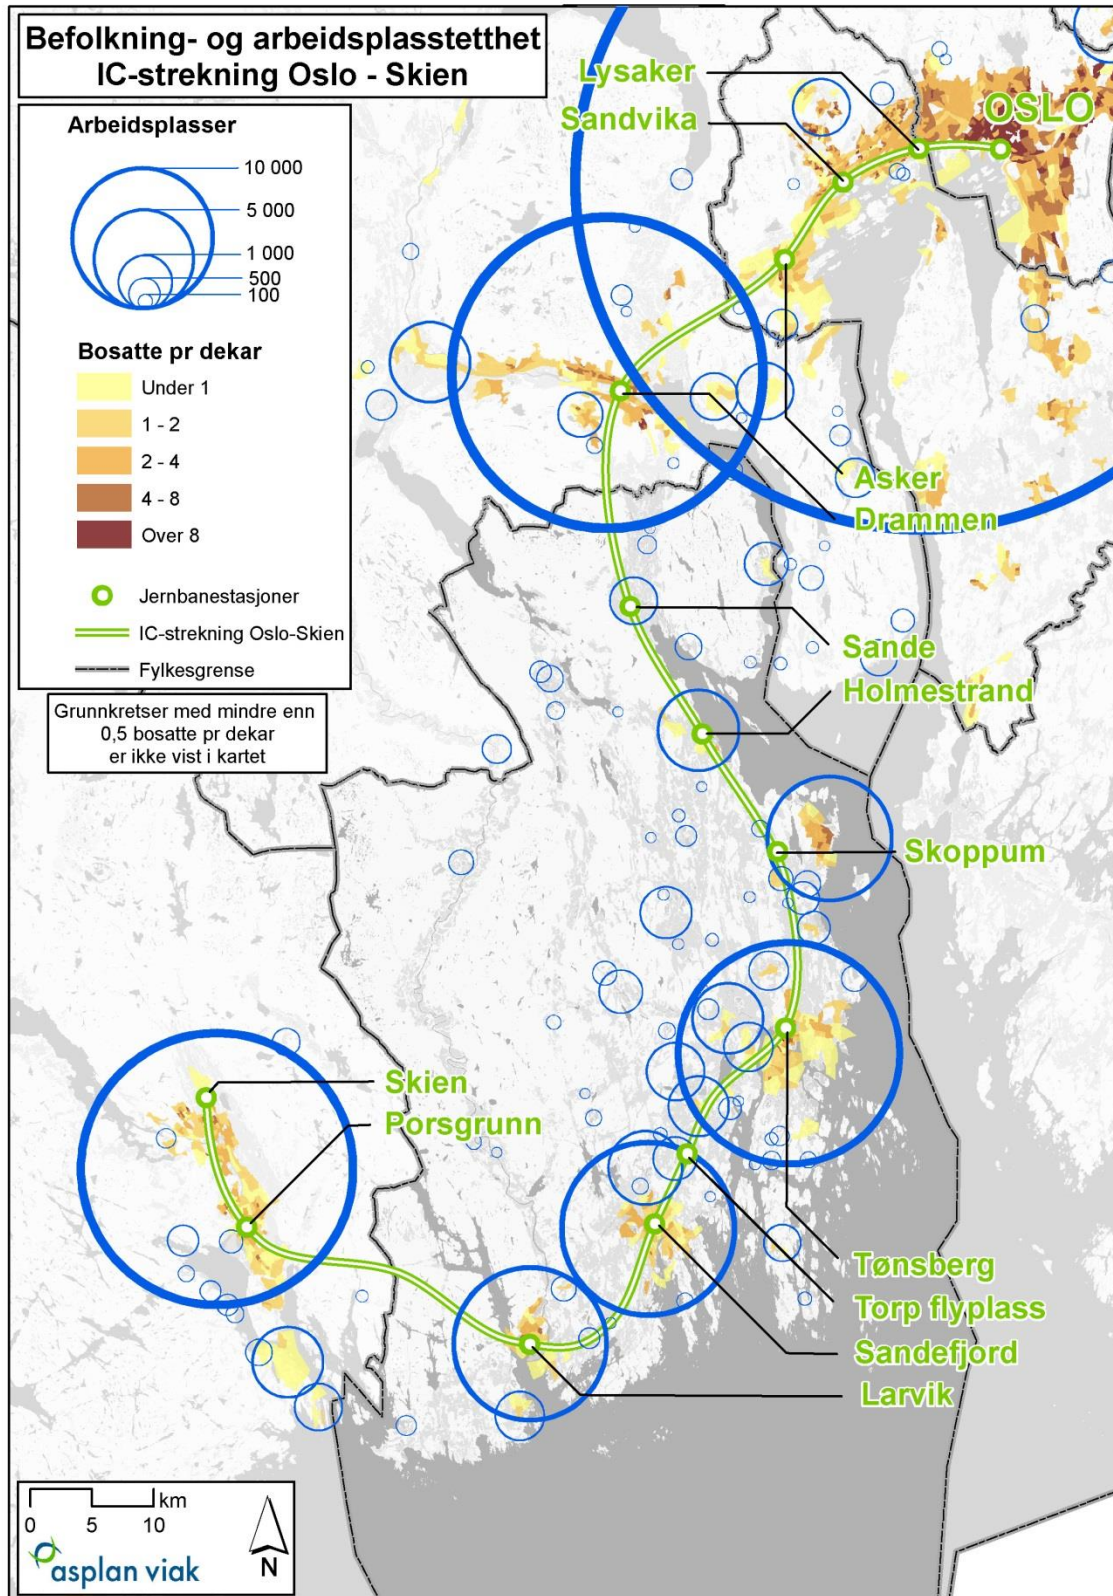 Befolkning- og arbeidsplasstetthet
IC-strekning Oslo - Skien
Arbeidsplasser
10 000
5 000
1 000
500
100
Bosatte pr dekar
Under 1
1 - 2
2 - 4
4 - 8
Over 8
Jernbanestasjoner
IC-strekning Oslo-Skien
Fylkesgrense
Grunnkretser med mindre enn
0,5 bosatte pr dekar
er ikke vist i kartet
Lysaker
Sandvika
OSLO
Asker
Drammen
Sande
Holmestrand
Skoppum
Skien
Porsgrunn
Tønsberg
Torp flyplass
Sandefjord
Larvik
km
0 5 10
asplan viak
N